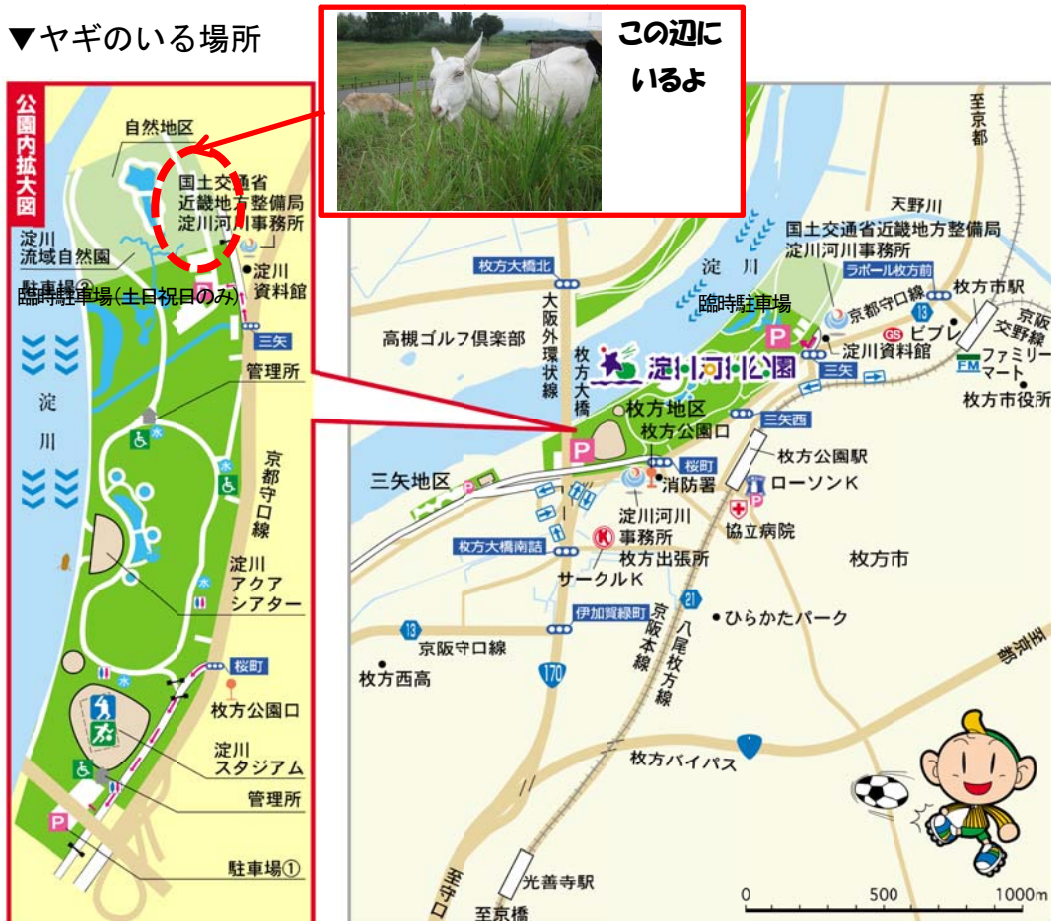 ▼ヤギのいる場所
この辺に
いるよ
公園内拡大図
自然地区
国土交通省
近畿地方整備局
淀川河川事務所
淀川
流域自然園
淀川
資料館
臨時駐車場(土日祝日のみ)
P
三矢
管理所
水
淀川
水
京都守口線
淀川
アクア
シアター
水
水
桜町
枚方公園口
淀川
スタジアム
管理所
P
駐車場①
至京都
天野川
国土交通省近畿地方整備局
淀川河川事務所
淀川
枚方大橋北
ラポール枚方前
枚方市駅
臨時駐車場
京都守口線
13
京阪
交野線
大阪外環状線
高槻ゴルフ倶楽部
枚方大橋
P
GS
ビブレ
淀川資料館
ファミリー
マート
FM
三矢
淀川河川公園
枚方市役所
枚方地区
三矢西
枚方公園口
P
桜町
枚方公園駅
三矢地区
P
消防署
ローソンK
P
淀川河川
事務所
枚方出張所
協立病院
枚方大橋南詰
K
サークルK
枚方市
21
伊加賀緑町
ひらかたパーク
13
京阪守口線
京阪本線
八尾枚方線
至京都
枚方西高
170
枚方バイパス
光善寺駅
至守口
至京橋
0
500
1000m